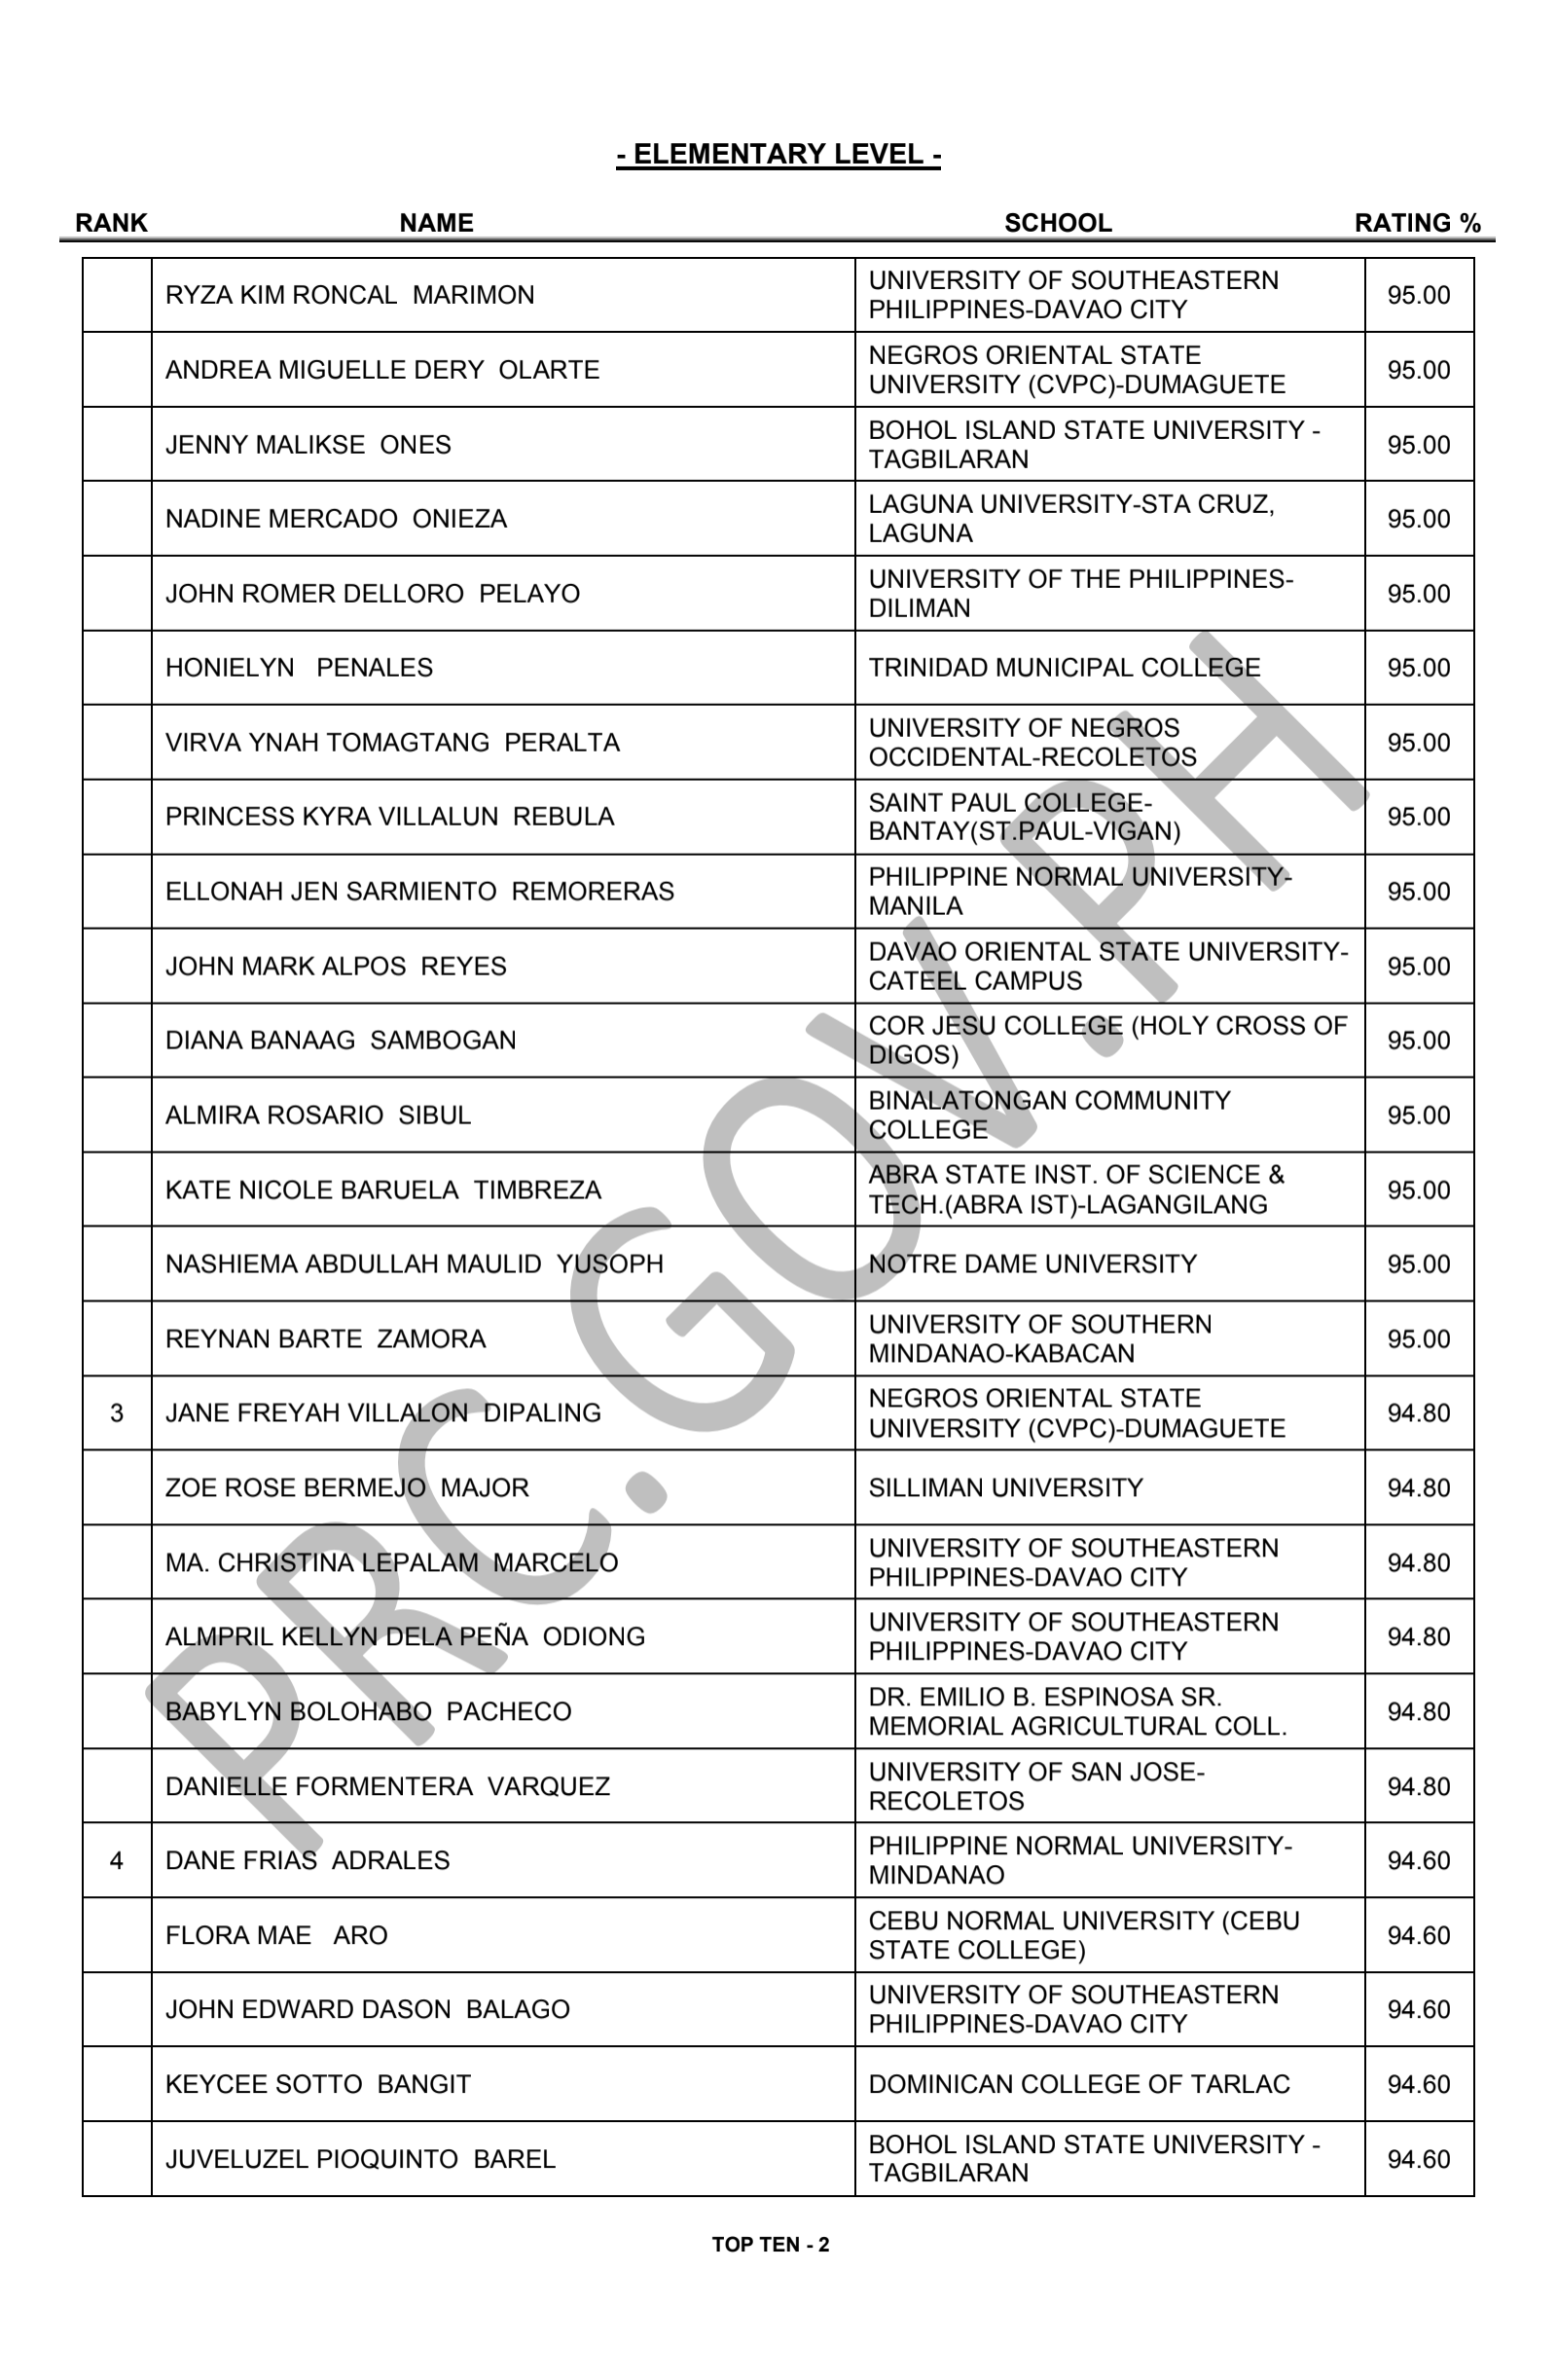 - ELEMENTARY LEVEL -
RANK NAME SCHOOL RATING %
RYZA KIM RONCAL MARIMON UNIVERSITY OF SOUTHEASTERN PHILIPPINES-DAVAO CITY 95.00
ANDREA MIGUELLE DERY OLARTE NEGROS ORIENTAL STATE UNIVERSITY (CVPC)-DUMAGUETE 95.00
JENNY MALIKSE ONES BOHOL ISLAND STATE UNIVERSITY - TAGBILARAN 95.00
NADINE MERCADO ONIEZA LAGUNA UNIVERSITY-STA CRUZ, LAGUNA 95.00
JOHN ROMER DELLORO PELAYO UNIVERSITY OF THE PHILIPPINES-DILIMAN 95.00
HONIELYN PENALES TRINIDAD MUNICIPAL COLLEGE 95.00
VIRVA YNAH TOMAGTANG PERALTA UNIVERSITY OF NEGROS OCCIDENTAL-RECOLETOS 95.00
PRINCESS KYRA VILLALUN REBULA SAINT PAUL COLLEGE-BANTAY(ST.PAUL-VIGAN) 95.00
ELLONAH JEN SARMIENTO REMORERAS PHILIPPINE NORMAL UNIVERSITY-MANILA 95.00
JOHN MARK ALPOS REYES DAVAO ORIENTAL STATE UNIVERSITY-CATEEL CAMPUS 95.00
DIANA BANAAG SAMBOGAN COR JESU COLLEGE (HOLY CROSS OF DIGOS) 95.00
ALMIRA ROSARIO SIBUL BINALATONGAN COMMUNITY COLLEGE 95.00
KATE NICOLE BARUELA TIMBREZA ABRA STATE INST. OF SCIENCE & TECH.(ABRA IST)-LAGANGILANG 95.00
NASHIEMA ABDULLAH MAULID YUSOPH NOTRE DAME UNIVERSITY 95.00
REYNAN BARTE ZAMORA UNIVERSITY OF SOUTHERN MINDANAO-KABACAN 95.00
3 JANE FREYAH VILLALON DIPALING NEGROS ORIENTAL STATE UNIVERSITY (CVPC)-DUMAGUETE 94.80
ZOE ROSE BERMEJO MAJOR SILLIMAN UNIVERSITY 94.80
MA. CHRISTINA LEPALAM MARCELO UNIVERSITY OF SOUTHEASTERN PHILIPPINES-DAVAO CITY 94.80
ALMPRIL KELLYN DELA PEÑA ODIONG UNIVERSITY OF SOUTHEASTERN PHILIPPINES-DAVAO CITY 94.80
BABYLYN BOLOHABO PACHECO DR. EMILIO B. ESPINOSA SR. MEMORIAL AGRICULTURAL COLL. 94.80
DANIELLE FORMENTERA VARQUEZ UNIVERSITY OF SAN JOSE-RECOLETOS 94.80
4 DANE FRIAS ADRALES PHILIPPINE NORMAL UNIVERSITY-MINDANAO 94.60
FLORA MAE ARO CEBU NORMAL UNIVERSITY (CEBU STATE COLLEGE) 94.60
JOHN EDWARD DASON BALAGO UNIVERSITY OF SOUTHEASTERN PHILIPPINES-DAVAO CITY 94.60
KEYCEE SOTTO BANGIT DOMINICAN COLLEGE OF TARLAC 94.60
JUVELUZEL PIOQUINTO BAREL BOHOL ISLAND STATE UNIVERSITY - TAGBILARAN 94.60
PRC.GOV.PH
TOP TEN - 2